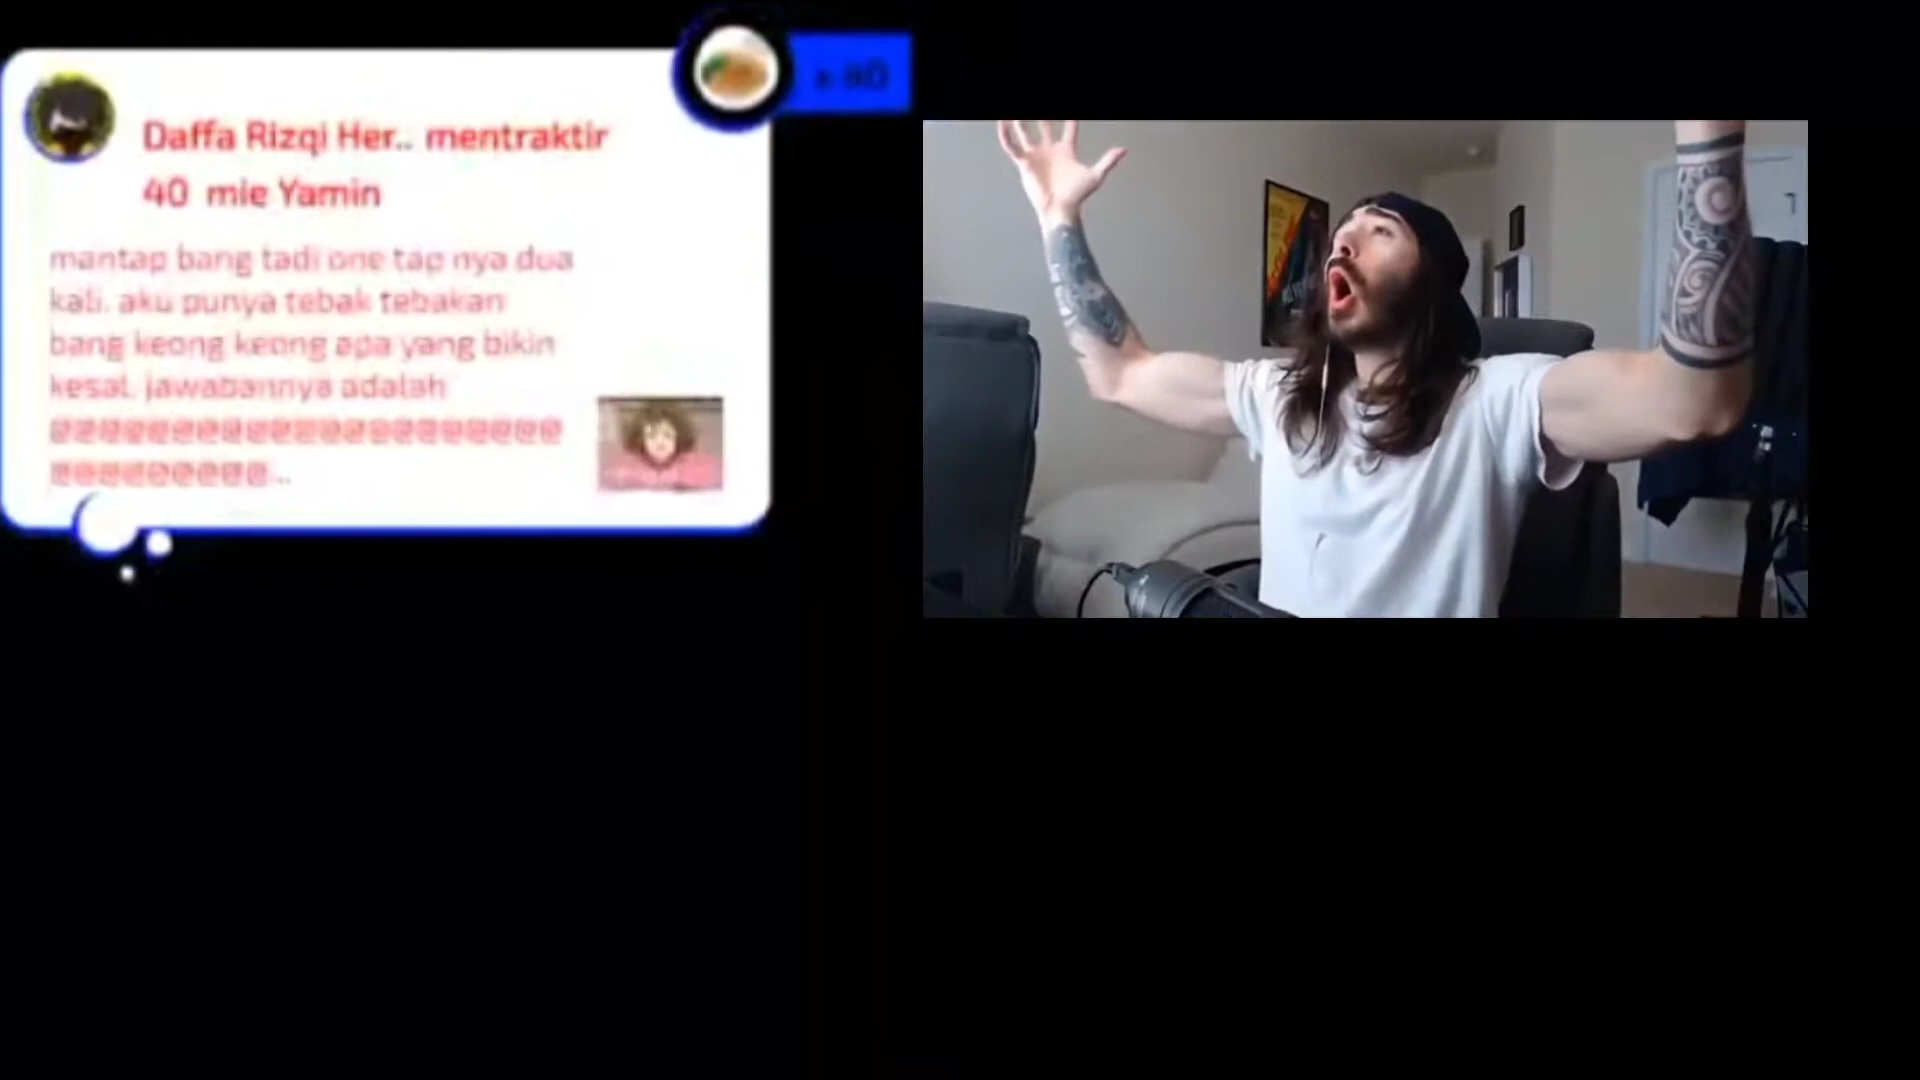 Daffa Rizqi Her.. mentraktir
40 mie Yamin
mantap bang tadi one tap nya dua
kali. aku punya tebak tebakan
bang keong keong apa yang bikin
kesal. jawabannya adalah
@@@@@@@@@@@@@@@@@@@@@
@@@@@@@@@...